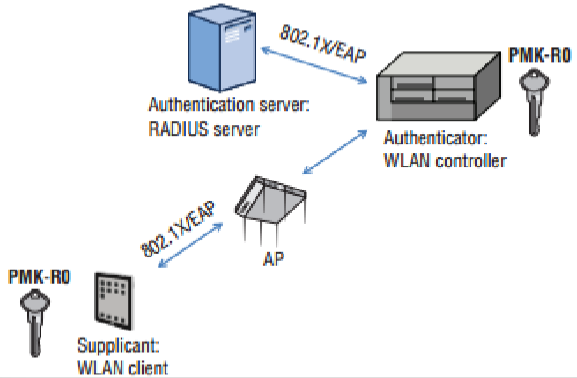 802.1X/EAP
PMK-R0
Authentication server:
RADIUS server
Authenticator:
WLAN controller
802.1X/EAP
AP
PMK-R0
Supplicant:
WLAN client